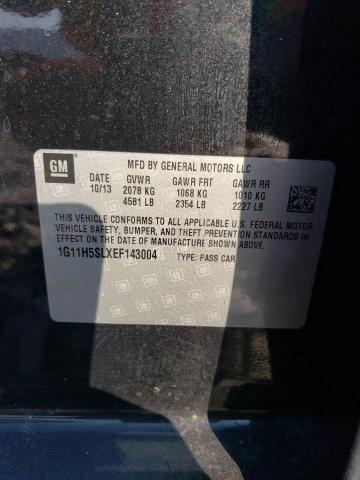 GM
MFD BY GENERAL MOTORS LLC
DATE GVWR GAWR FRT GAWR RR
10/13 2078 KG 1068 KG 1010 KG
4581 LB 2354 LB 2227 LB
THIS VEHICLE CONFORMS TO ALL APPLICABLE U.S. FEDERAL MOTOR
VEHICLE SAFETY, BUMPER, AND THEFT PREVENTION STANDARDS IN
EFFECT ON THE DATE OF MANUFACTURE SHOWN ABOVE.
1G11H5SLXEF143004 TYPE: PASS CAR